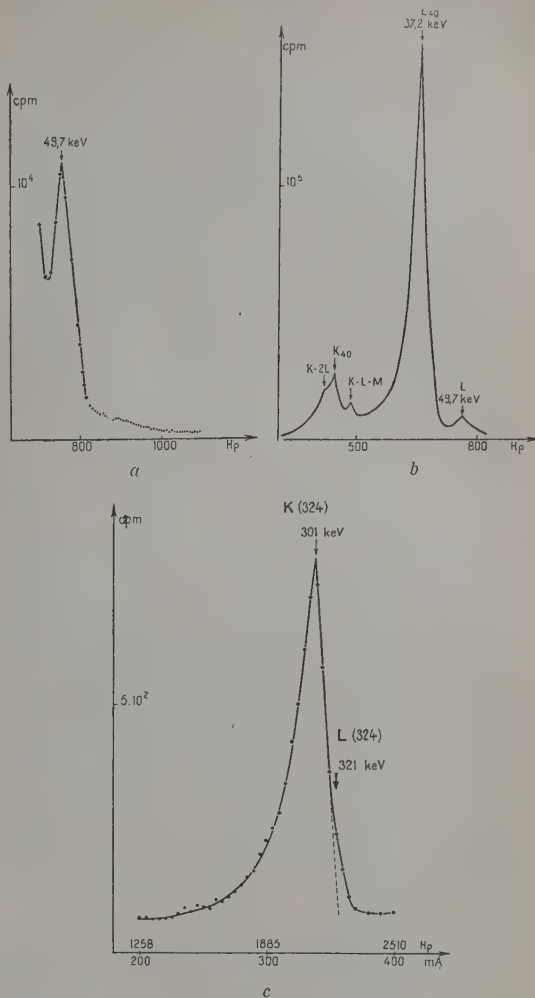 cpm
49,7 keV
10⁴
800
1000
Hρ
a
L₄₀
37,2 keV
cpm
10⁵
K-2L
K₄₀
K-L-M
L
49,7 keV
500
800
Hρ
b
K (324)
cpm
301 keV
5.10²
L (324)
321 keV
1258
1885
2510
Hρ
200
300
400
mA
c